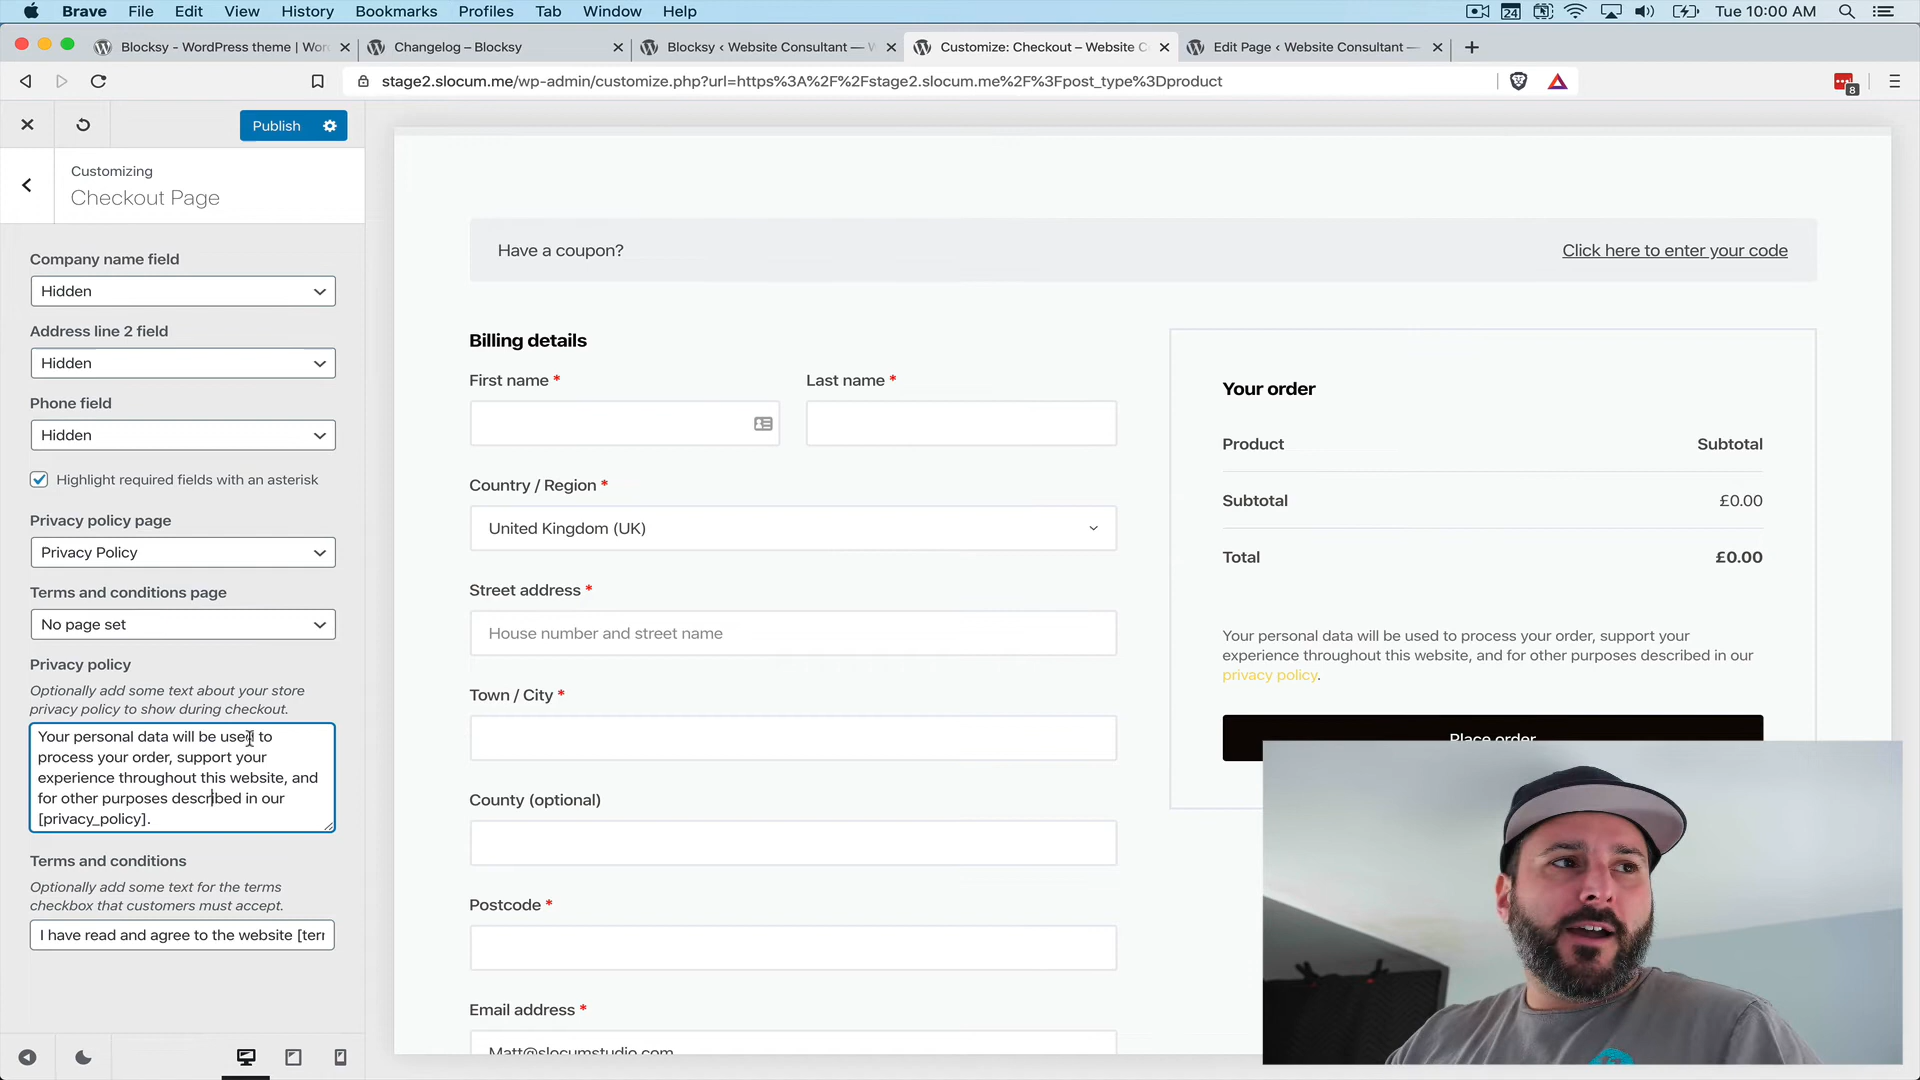 Brave File Edit View History Bookmarks Profiles Tab Window Help
24 Tue 10:00 AM
Blocksy - WordPress theme | Wor
Changelog – Blocksy
Blocksy ‹ Website Consultant —
Customize: Checkout – Website C
Edit Page ‹ Website Consultant —
stage2.slocum.me/wp-admin/customize.php?url=https%3A%2F%2Fstage2.slocum.me%2F%3Fpost_type%3Dproduct
8
Publish
Customizing
Checkout Page
Company name field
Hidden
Address line 2 field
Hidden
Phone field
Hidden
Highlight required fields with an asterisk
Privacy policy page
Privacy Policy
Terms and conditions page
No page set
Privacy policy
Optionally add some text about your store
privacy policy to show during checkout.
Your personal data will be used to
process your order, support your
experience throughout this website, and
for other purposes described in our
[privacy_policy].
Terms and conditions
Optionally add some text for the terms
checkbox that customers must accept.
I have read and agree to the website [terr
Have a coupon?
Click here to enter your code
Billing details
First name *
Last name *
Country / Region *
United Kingdom (UK)
Street address *
House number and street name
Town / City *
County (optional)
Postcode *
Email address *
Matt@slocumstudio.com
Your order
Product Subtotal
Subtotal £0.00
Total £0.00
Your personal data will be used to process your order, support your
experience throughout this website, and for other purposes described in our
privacy policy.
Place order